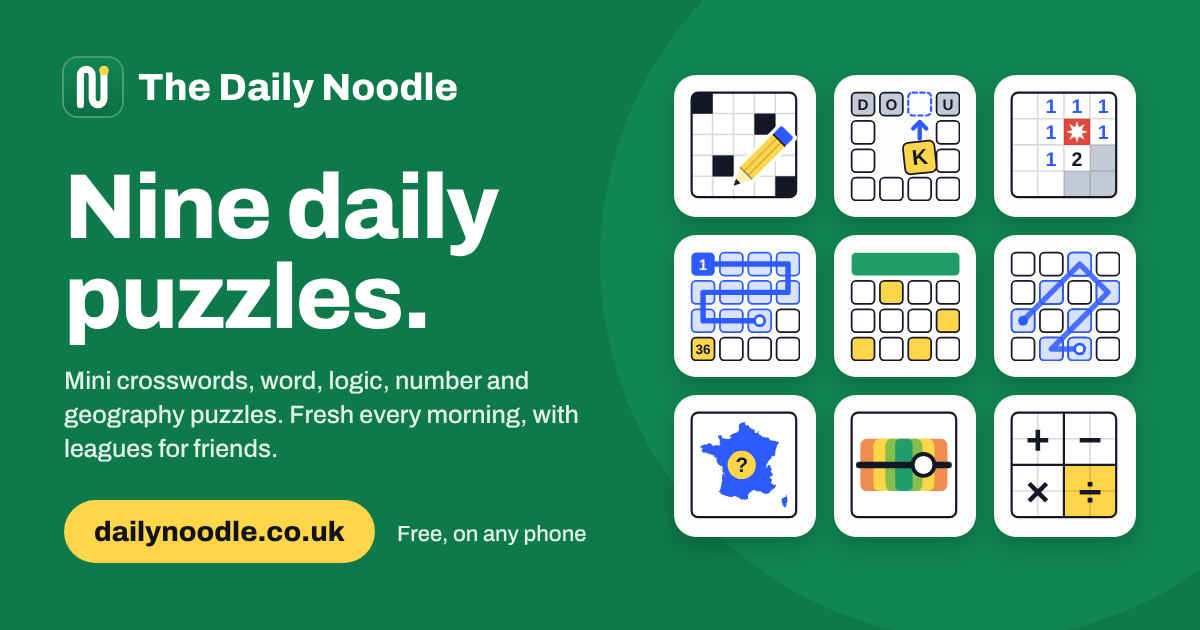 The Daily Noodle
Nine daily
puzzles.
Mini crosswords, word, logic, number and
geography puzzles. Fresh every morning, with
leagues for friends.
dailynoodle.co.uk
Free, on any phone
D O U
K
1 1 1
1 1
1 2
1
36
?
+ −
× ÷